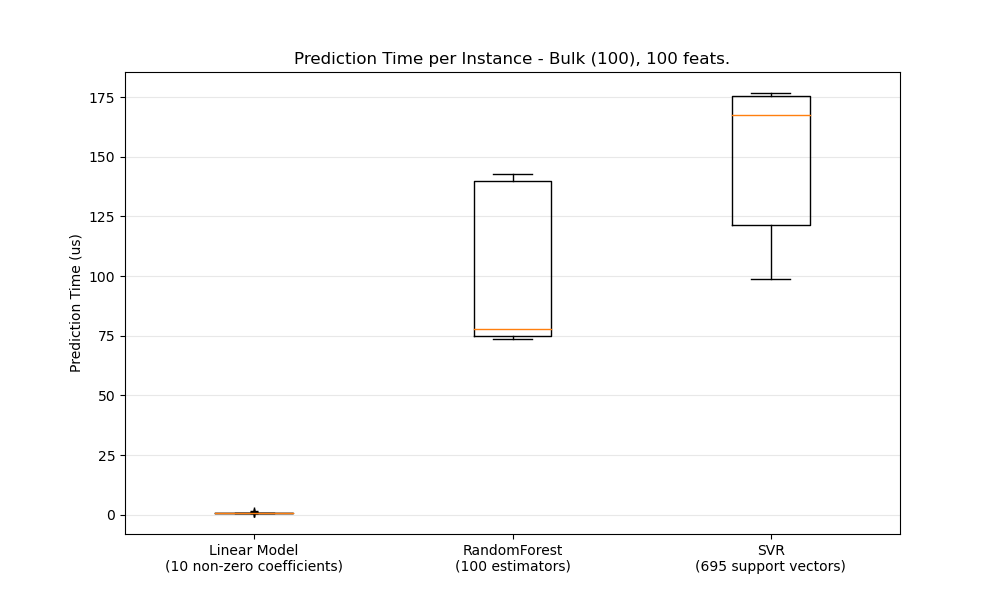 Prediction Time per Instance - Bulk (100), 100 feats.
Prediction Time (us)
175
150
125
100
75
50
25
0
Linear Model
(10 non-zero coefficients)
RandomForest
(100 estimators)
SVR
(695 support vectors)